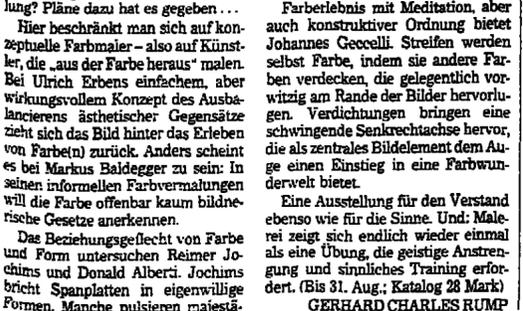 lung? Pläne dazu hat es gegeben ...
Hier beschränkt man sich auf kon-
zeptuelle Farbmaler – also auf Künst-
ler, die „aus der Farbe heraus" malen.
Bei Ulrich Erbens einfachem, aber
wirkungsvollem Konzept des Ausba-
lancierens ästhetischer Gegensätze
zieht sich das Bild hinter das Erleben
von Farbe(n) zurück. Anders scheint
es bei Markus Baldegger zu sein: In
seinen informellen Farbvermalungen
will die Farbe offenbar kaum bildne-
rische Gesetze anerkennen.
Das Beziehungsgeflecht von Farbe
und Form untersuchen Reimer Jo-
chims und Donald Alberti. Jochims
bricht Spanplatten in eigenwillige
Formen. Manche pulsieren majestä-
Farberlebnis mit Meditation, aber
auch konstruktiver Ordnung bietet
Johannes Geccelli. Streifen werden
selbst Farbe, indem sie andere Far-
ben verdecken, die gelegentlich vor-
witzig am Rande der Bilder hervorlu-
gen. Verdichtungen bringen eine
schwingende Senkrechtachse hervor,
die als zentrales Bildelement dem Au-
ge einen Einstieg in eine Farbwun-
derwelt bietet.
Eine Ausstellung für den Verstand
ebenso wie für die Sinne. Und: Male-
rei zeigt sich endlich wieder einmal
als eine Übung, die geistige Anstren-
gung und sinnliches Training erfor-
dert. (Bis 31. Aug.; Katalog 28 Mark)
GERHARD CHARLES RUMP